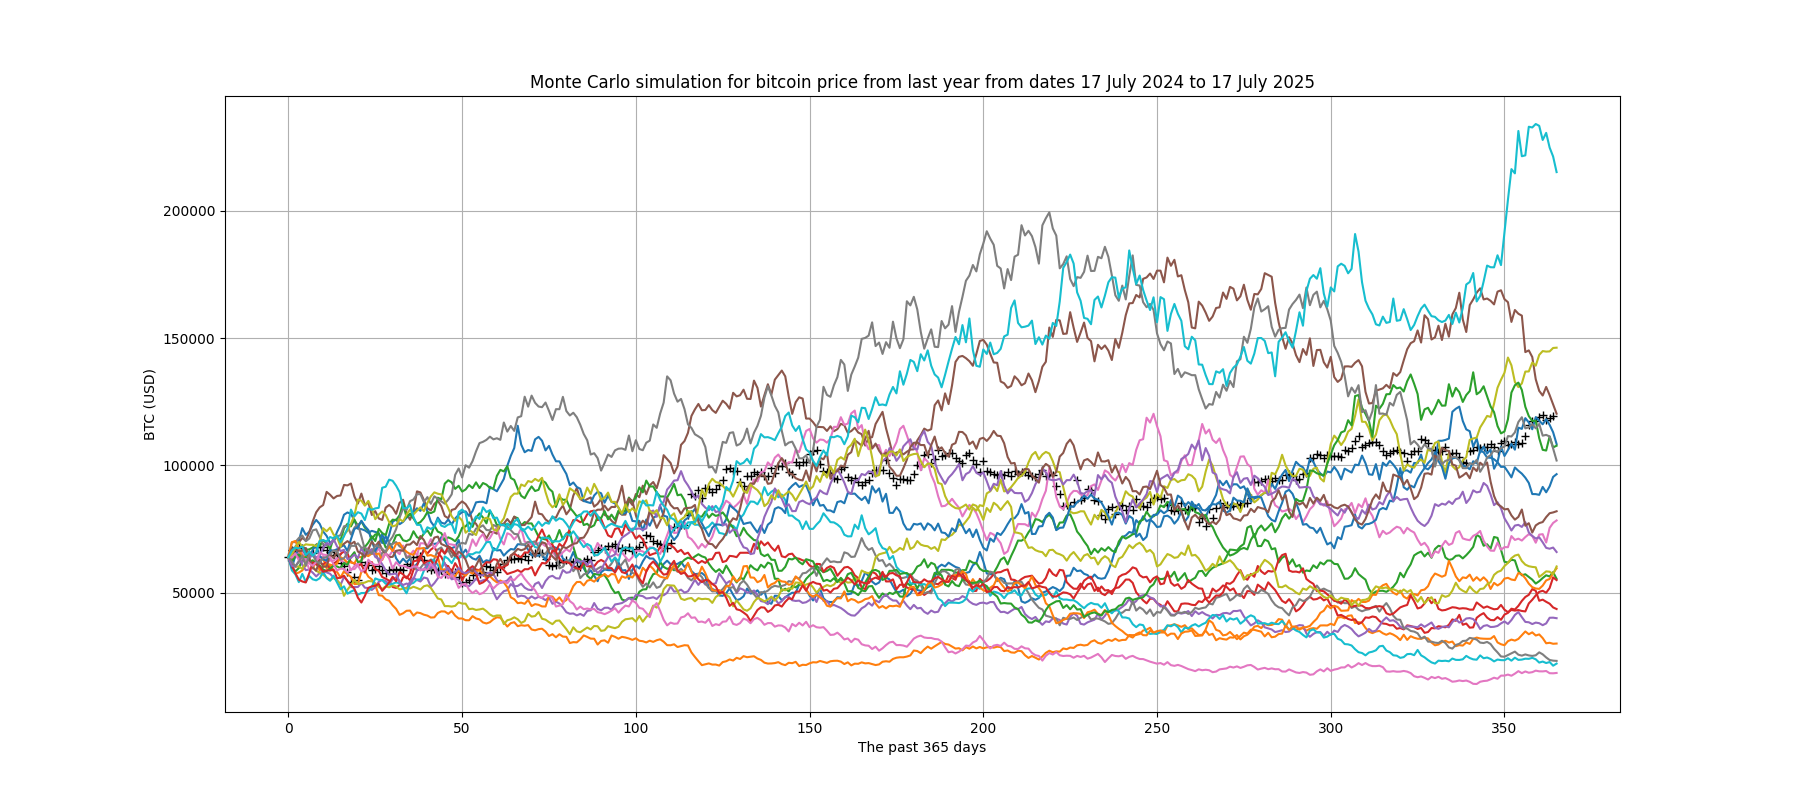 Monte Carlo simulation for bitcoin price from last year from dates 17 July 2024 to 17 July 2025
200000
150000
100000
50000
BTC (USD)
0 50 100 150 200 250 300 350
The past 365 days